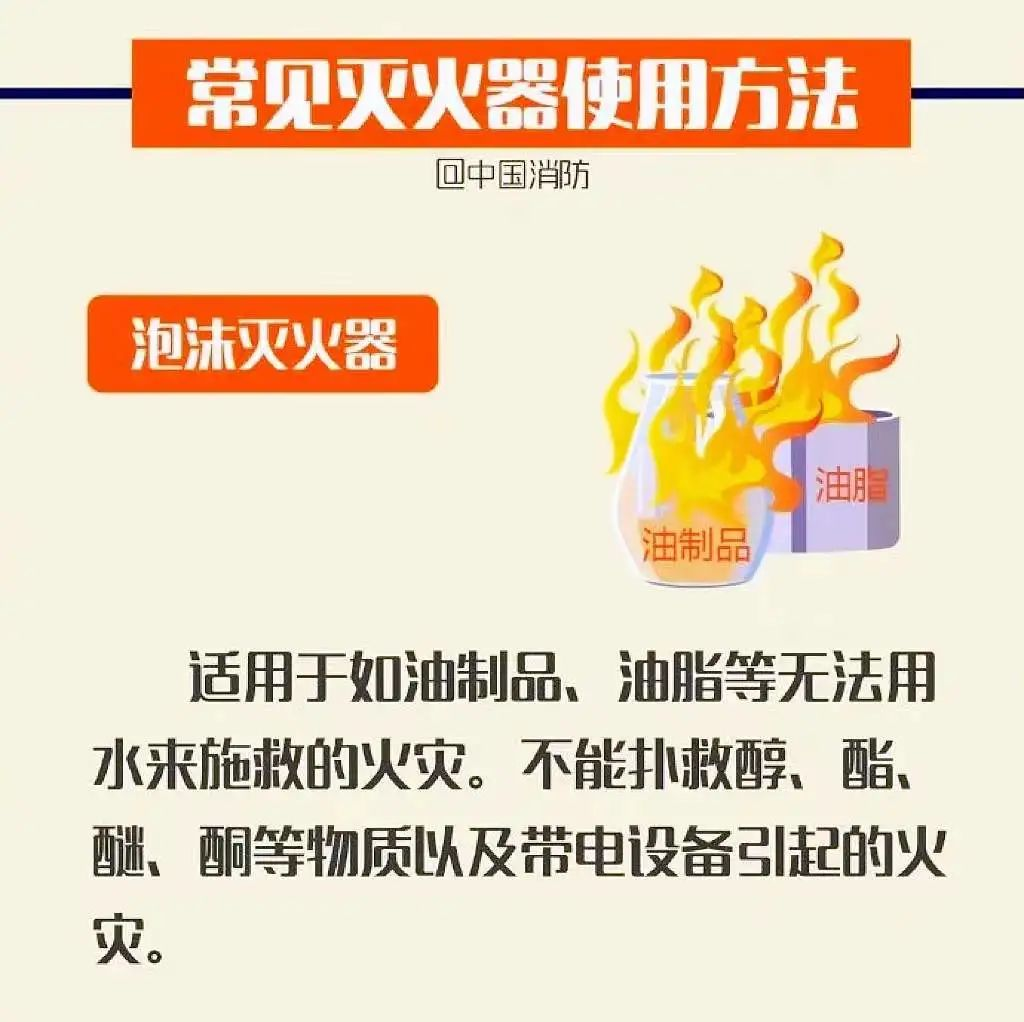 常见灭火器使用方法
@中国消防
泡沫灭火器
油脂
油制品
适用于如油制品、油脂等无法用
水来施救的火灾。不能扑救醇、酯、
醚、酮等物质以及带电设备引起的火
灾。